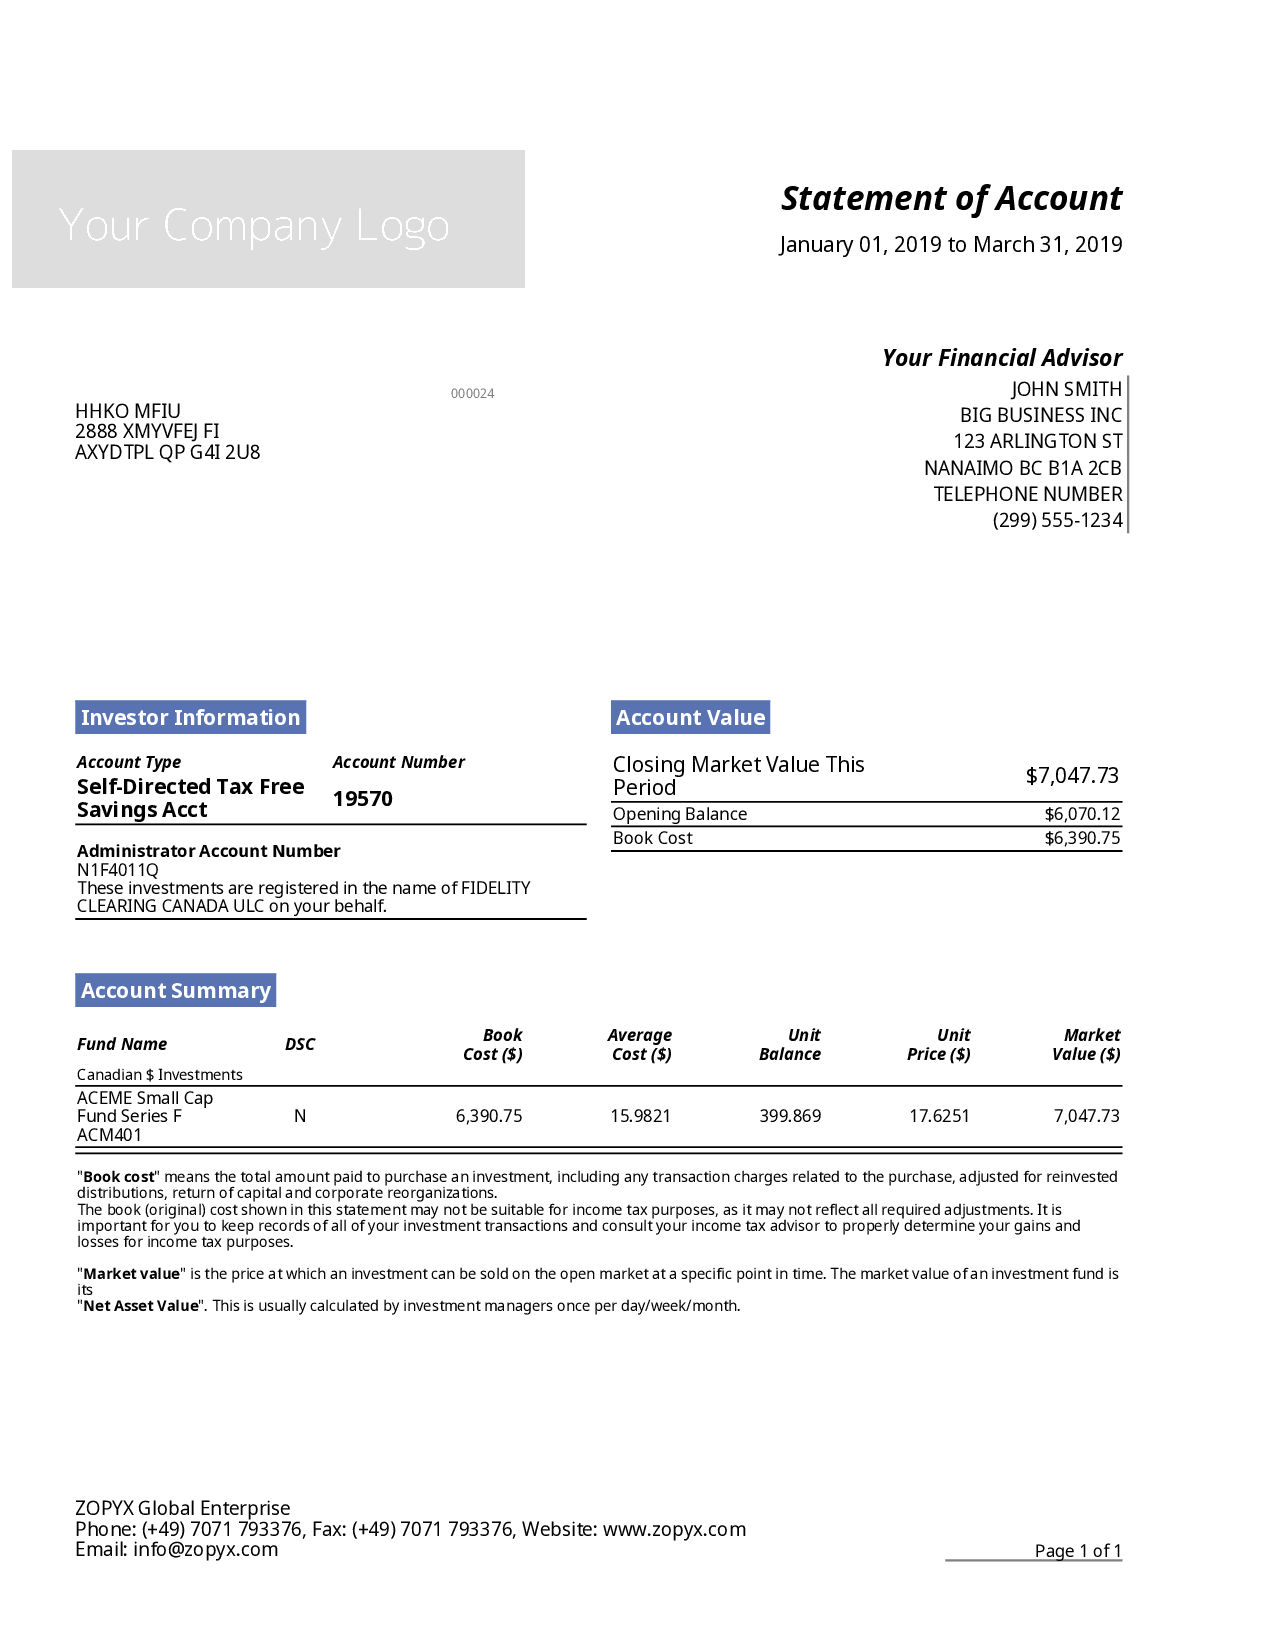 Your Company Logo
Statement of Account
January 01, 2019 to March 31, 2019
Your Financial Advisor
JOHN SMITH
BIG BUSINESS INC
123 ARLINGTON ST
NANAIMO BC B1A 2CB
TELEPHONE NUMBER
(299) 555-1234
000024
HHKO MFIU
2888 XMYVFEJ FI
AXYDTPL QP G4I 2U8
Investor Information
Account Type Account Number
Self-Directed Tax Free
Savings Acct
19570
Administrator Account Number
N1F4011Q
These investments are registered in the name of FIDELITY
CLEARING CANADA ULC on your behalf.
Account Value
Closing Market Value This
Period
$7,047.73
Opening Balance $6,070.12
Book Cost $6,390.75
Account Summary
Fund Name DSC Book Cost ($) Average Cost ($) Unit Balance Unit Price ($) Market Value ($)
Canadian $ Investments
ACEME Small Cap
Fund Series F N 6,390.75 15.9821 399.869 17.6251 7,047.73
ACM401
"Book cost" means the total amount paid to purchase an investment, including any transaction charges related to the purchase, adjusted for reinvested
distributions, return of capital and corporate reorganizations.
The book (original) cost shown in this statement may not be suitable for income tax purposes, as it may not reflect all required adjustments. It is
important for you to keep records of all of your investment transactions and consult your income tax advisor to properly determine your gains and
losses for income tax purposes.
"Market value" is the price at which an investment can be sold on the open market at a specific point in time. The market value of an investment fund is
its
"Net Asset Value". This is usually calculated by investment managers once per day/week/month.
ZOPYX Global Enterprise
Phone: (+49) 7071 793376, Fax: (+49) 7071 793376, Website: www.zopyx.com
Email: info@zopyx.com
Page 1 of 1